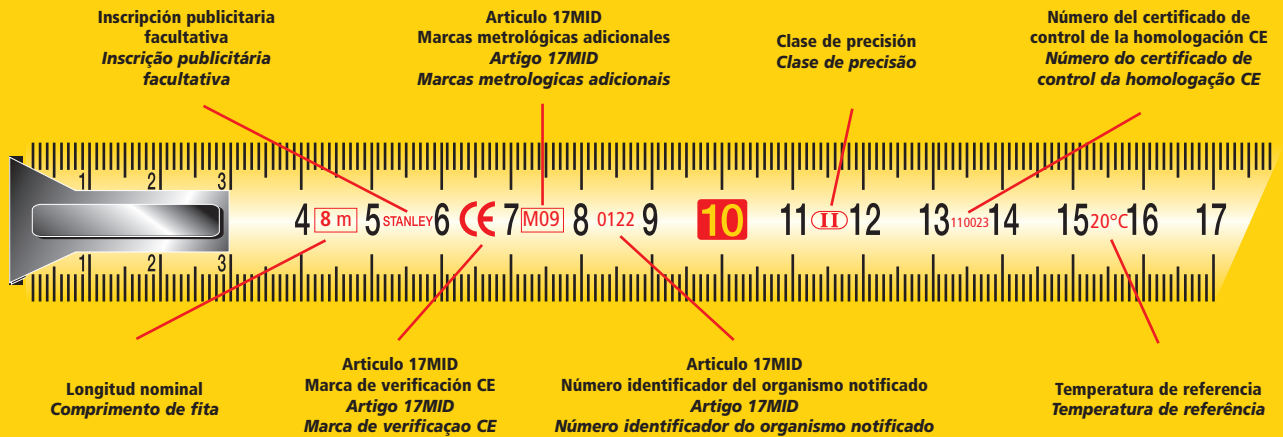 Inscripción publicitaria
facultativa
Inscrição publicitária
facultativa
Articulo 17MID
Marcas metrológicas adicionales
Artigo 17MID
Marcas metrologicas adicionais
Clase de precisión
Clase de precisão
Número del certificado de
control de la homologación CE
Número do certificado de
control da homologação CE
1 2 3
4 8 m 5 STANLEY 6 CE 7 M09 8 0122 9 10 11 II 12 13 110023 14 15 20°C 16 17
1 2 3
Longitud nominal
Comprimento de fita
Articulo 17MID
Marca de verificación CE
Artigo 17MID
Marca de verificaçao CE
Articulo 17MID
Número identificador del organismo notificado
Artigo 17MID
Número identificador do organismo notificado
Temperatura de referencia
Temperatura de referência